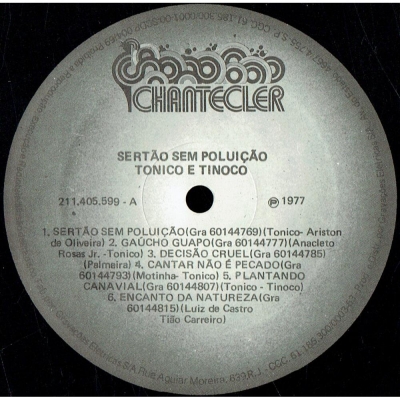 CHANTECLER
SERTÃO SEM POLUIÇÃO
TONICO E TINOCO
211.405.599 - A
℗ 1977
1. SERTÃO SEM POLUIÇÃO(Gra 60144769)(Tonico- Ariston
de Oliveira) 2. GAÚCHO GUAPO(Gra 60144777)(Anacleto
Rosas Jr. -Tonico) 3. DECISÃO CRUEL(Gra 60144785)
(Palmeira) 4. CANTAR NÃO É PECADO(Gra
60144793)(Motinha- Tonico) 5. PLANTANDO
CANAVIAL(Gra 60144807)(Tonico - Tinoco)
6. ENCANTO DA NATUREZA(Gra
60144815)(Luiz de Castro
Tião Carreiro)